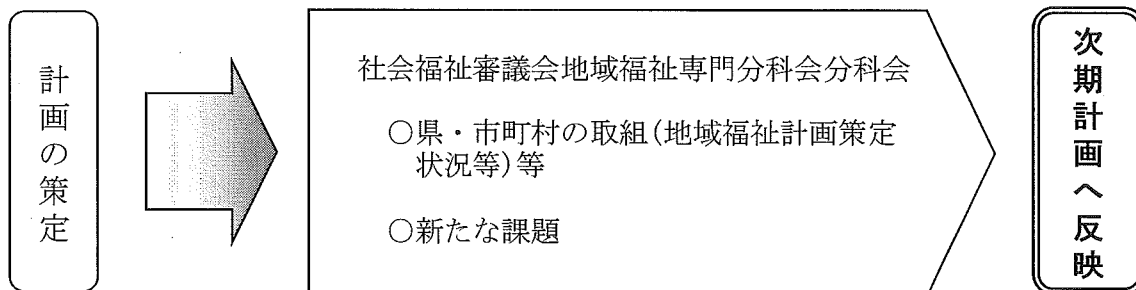 計画の策定
社会福祉審議会地域福祉専門分科会分科会
○県・市町村の取組(地域福祉計画策定
状況等)等
○新たな課題
次期計画へ反映